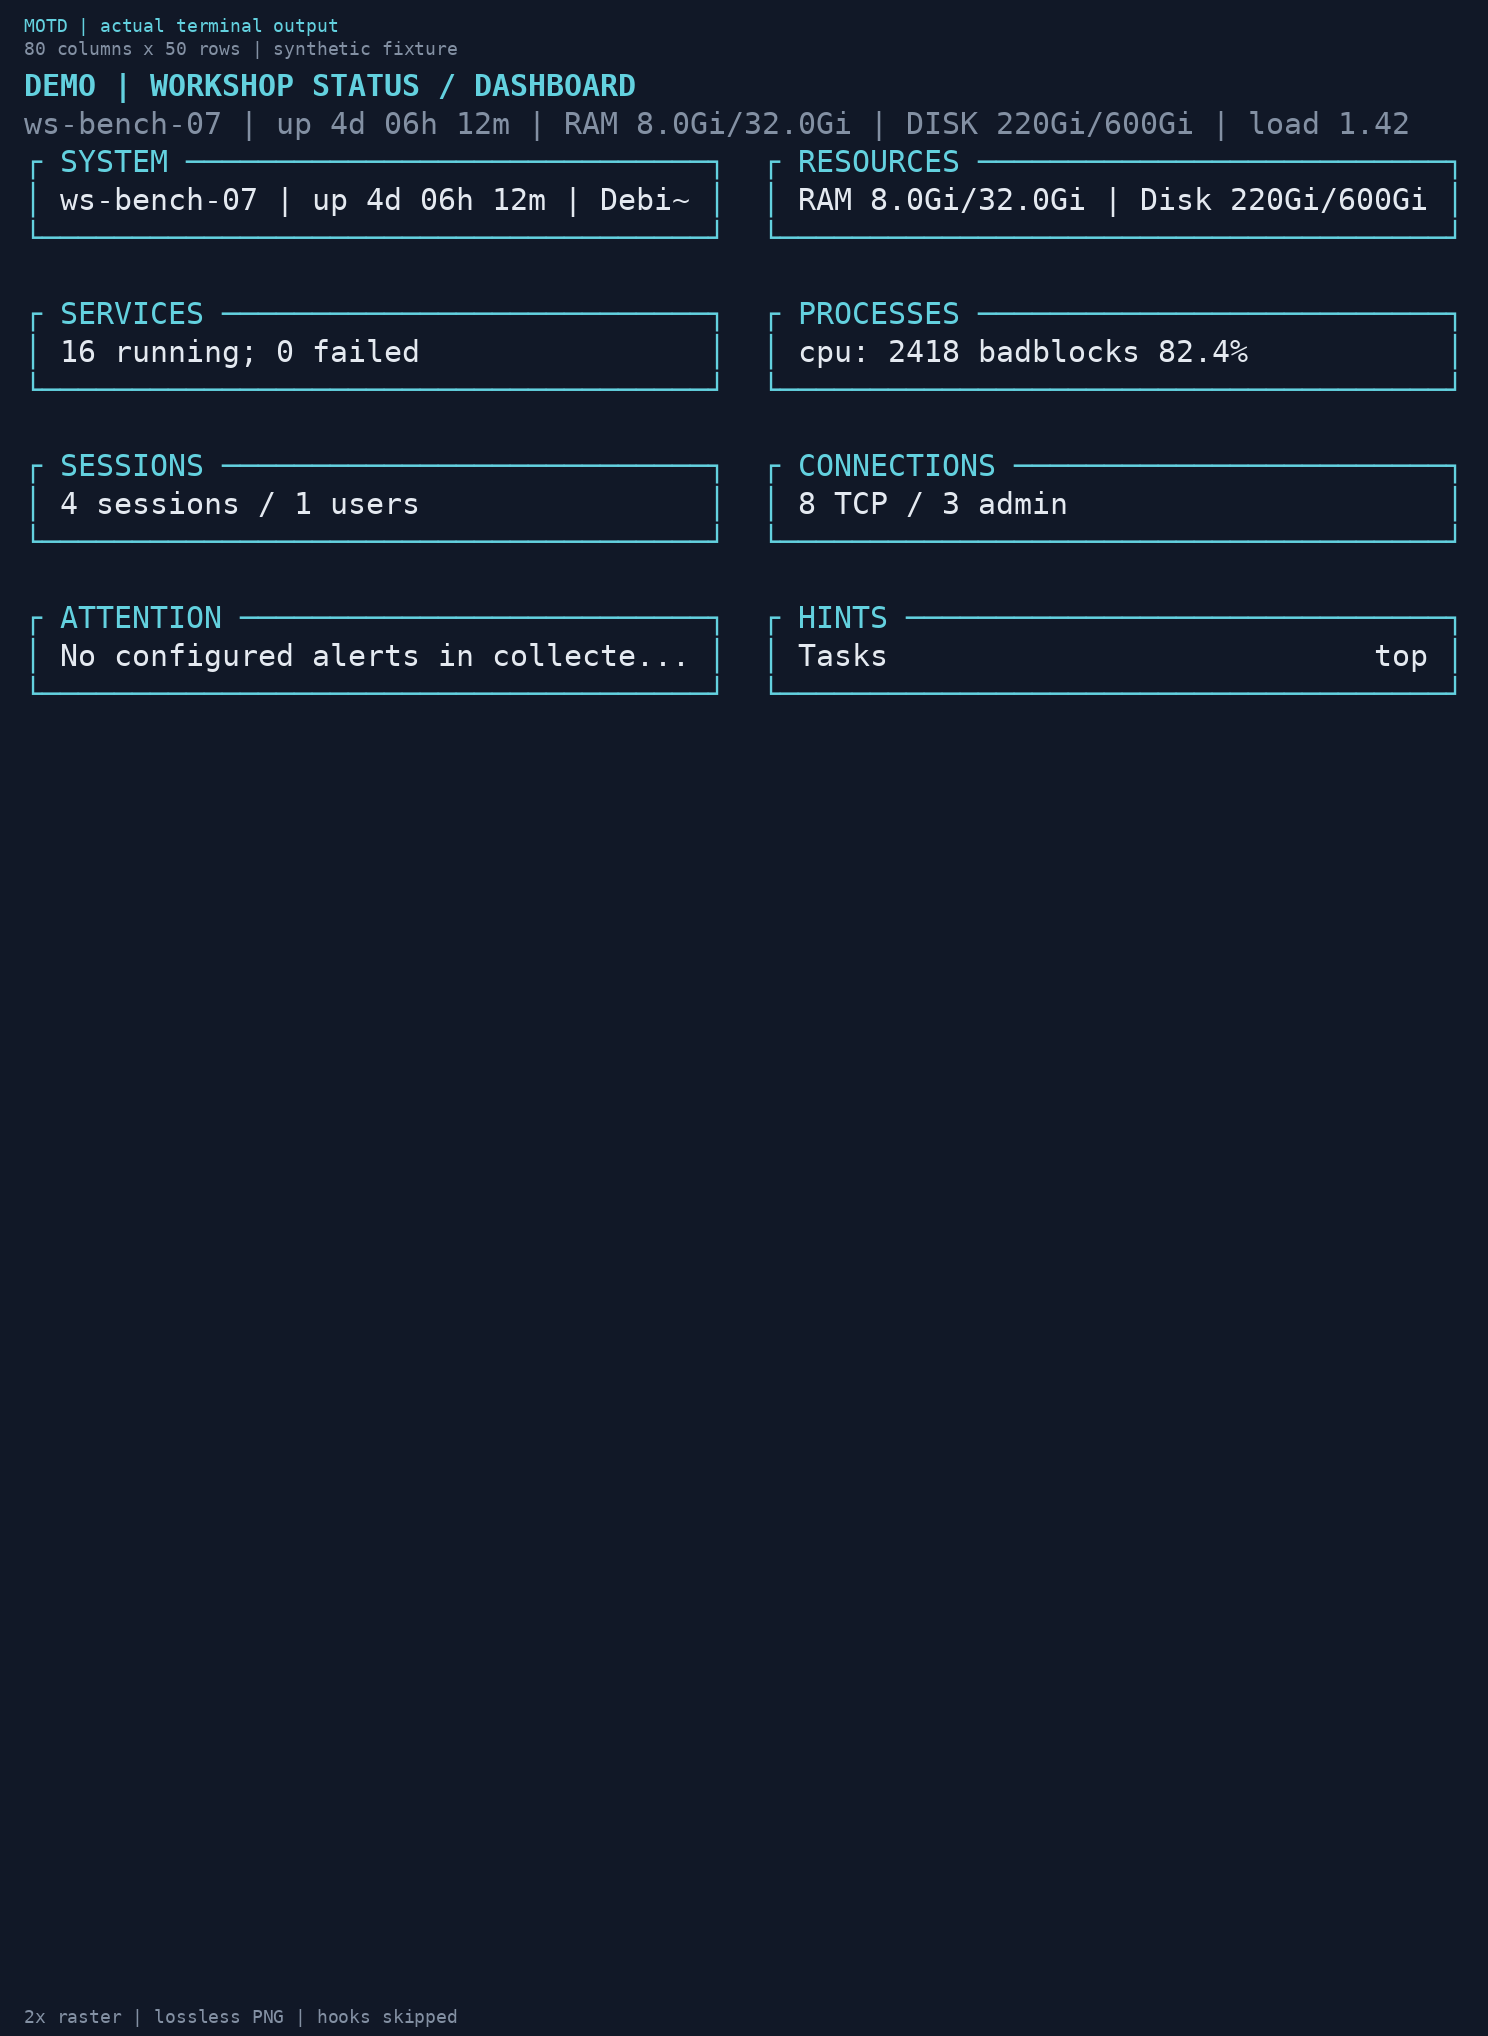 MOTD | actual terminal output
80 columns x 50 rows | synthetic fixture
DEMO | WORKSHOP STATUS / DASHBOARD
ws-bench-07 | up 4d 06h 12m | RAM 8.0Gi/32.0Gi | DISK 220Gi/600Gi | load 1.42
SYSTEM
ws-bench-07 | up 4d 06h 12m | Debi~
RESOURCES
RAM 8.0Gi/32.0Gi | Disk 220Gi/600Gi
SERVICES
16 running; 0 failed
PROCESSES
cpu: 2418 badblocks 82.4%
SESSIONS
4 sessions / 1 users
CONNECTIONS
8 TCP / 3 admin
ATTENTION
No configured alerts in collecte...
HINTS
Tasks top
2x raster | lossless PNG | hooks skipped